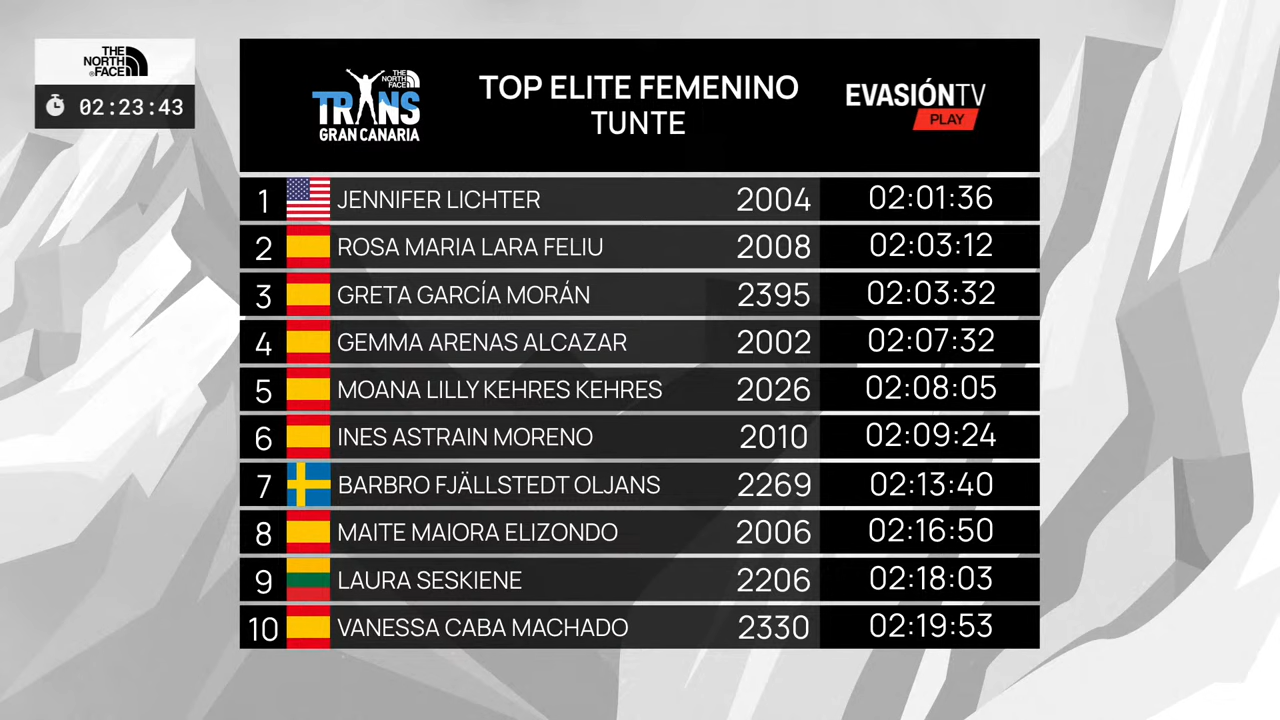 THE
NORTH
FACE
02:23:43
THE
NORTH
FACE
TRANS
GRAN CANARIA
TOP ELITE FEMENINO
TUNTE
EVASIÓNTV
PLAY
1 JENNIFER LICHTER 2004 02:01:36
2 ROSA MARIA LARA FELIU 2008 02:03:12
3 GRETA GARCÍA MORÁN 2395 02:03:32
4 GEMMA ARENAS ALCAZAR 2002 02:07:32
5 MOANA LILLY KEHRES KEHRES 2026 02:08:05
6 INES ASTRAIN MORENO 2010 02:09:24
7 BARBRO FJÄLLSTEDT OLJANS 2269 02:13:40
8 MAITE MAIORA ELIZONDO 2006 02:16:50
9 LAURA SESKIENE 2206 02:18:03
10 VANESSA CABA MACHADO 2330 02:19:53